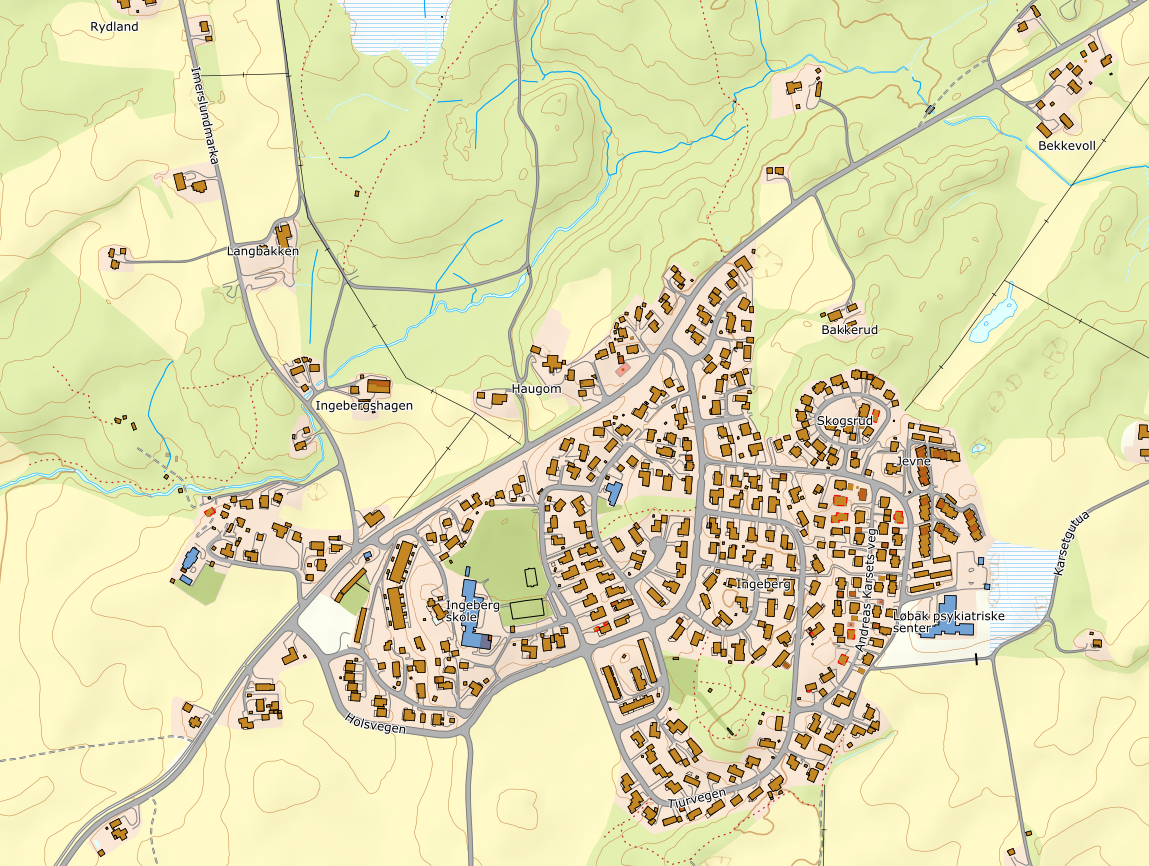 Rydland
Imerslundmarka
Bekkevoll
Langbakken
Bakkerud
Haugom
Ingebergshagen
Skogsrud
Jevne
Karsetgutua
Ingeberg
Andreas Karsets veg
Ingeberg
skole
Løbak psykiatriske
senter
Holsvegen
Tiurvegen